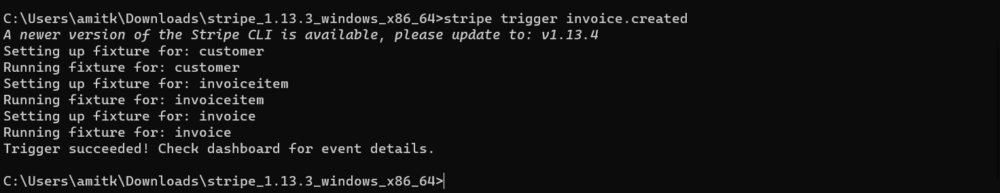 C:\Users\amitk\Downloads\stripe_1.13.3_windows_x86_64>stripe trigger invoice.created
A newer version of the Stripe CLI is available, please update to: v1.13.4
Setting up fixture for: customer
Running fixture for: customer
Setting up fixture for: invoiceitem
Running fixture for: invoiceitem
Setting up fixture for: invoice
Running fixture for: invoice
Trigger succeeded! Check dashboard for event details.
C:\Users\amitk\Downloads\stripe_1.13.3_windows_x86_64>